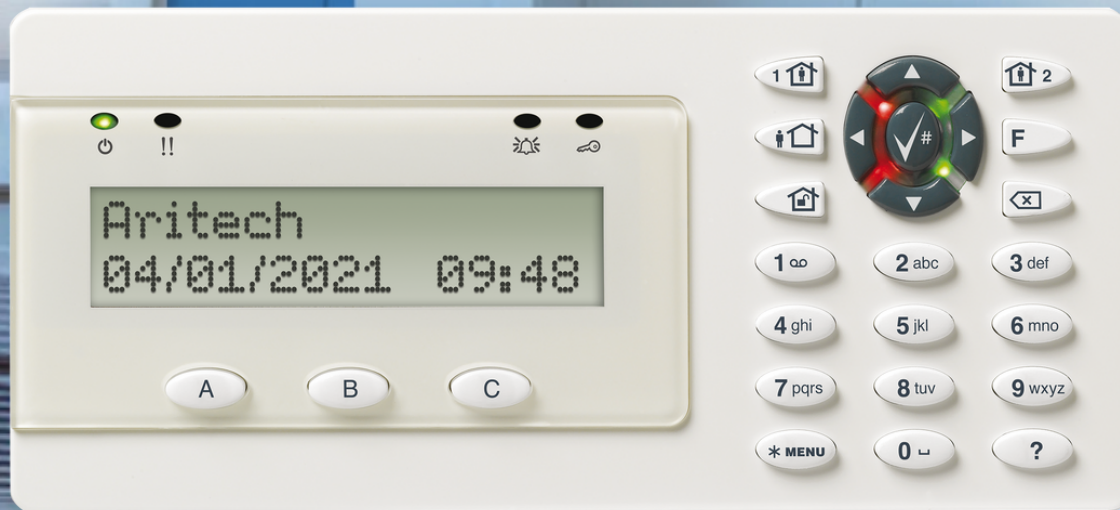 Aritech
04/01/2021 09:48
A B C
1 2
#
F
1
2 abc
3 def
4 ghi
5 jkl
6 mno
7 pqrs
8 tuv
9 wxyz
* MENU
0
?
!!